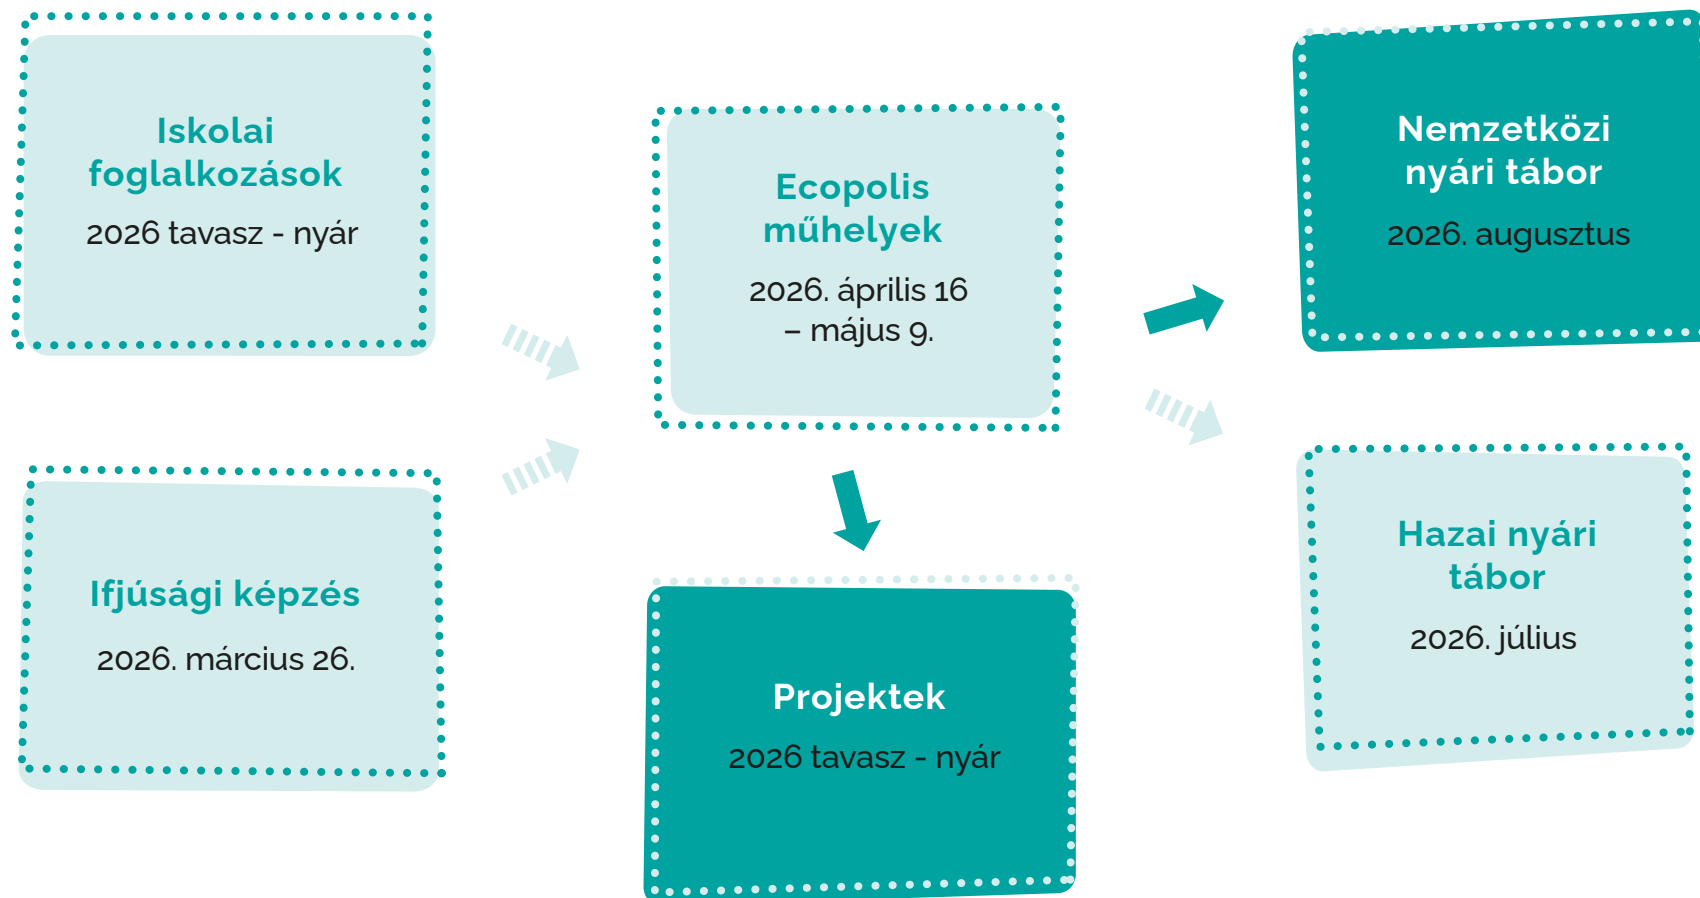 Iskolai
foglalkozások
2026 tavasz - nyár
Ifjúsági képzés
2026. március 26.
Ecopolis
műhelyek
2026. április 16
– május 9.
Projektek
2026 tavasz - nyár
Nemzetközi
nyári tábor
2026. augusztus
Hazai nyári
tábor
2026. július